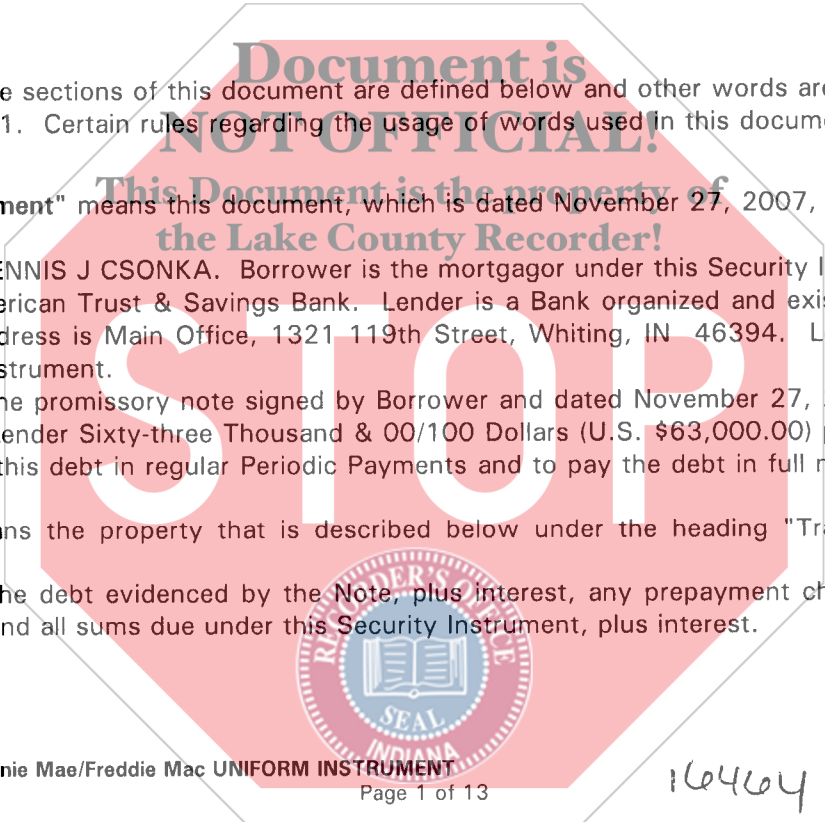 Document is
e sections of this document are defined below and other words are
1. Certain rules regarding the usage of words used in this docume
NOT OFFICIAL!
This Document is the property of
ment" means this document, which is dated November 27, 2007,
the Lake County Recorder!
ENNIS J CSONKA. Borrower is the mortgagor under this Security I
erican Trust & Savings Bank. Lender is a Bank organized and exis
dress is Main Office, 1321 119th Street, Whiting, IN 46394. L
strument.
he promissory note signed by Borrower and dated November 27,
ender Sixty-three Thousand & 00/100 Dollars (U.S. $63,000.00) p
this debt in regular Periodic Payments and to pay the debt in full n
STOP
ans the property that is described below under the heading "Tra
he debt evidenced by the Note, plus interest, any prepayment ch
nd all sums due under this Security Instrument, plus interest.
RECORDER'S OFFICE
SEAL
INDIANA
nie Mae/Freddie Mac UNIFORM INSTRUMENT
Page 1 of 13
16464